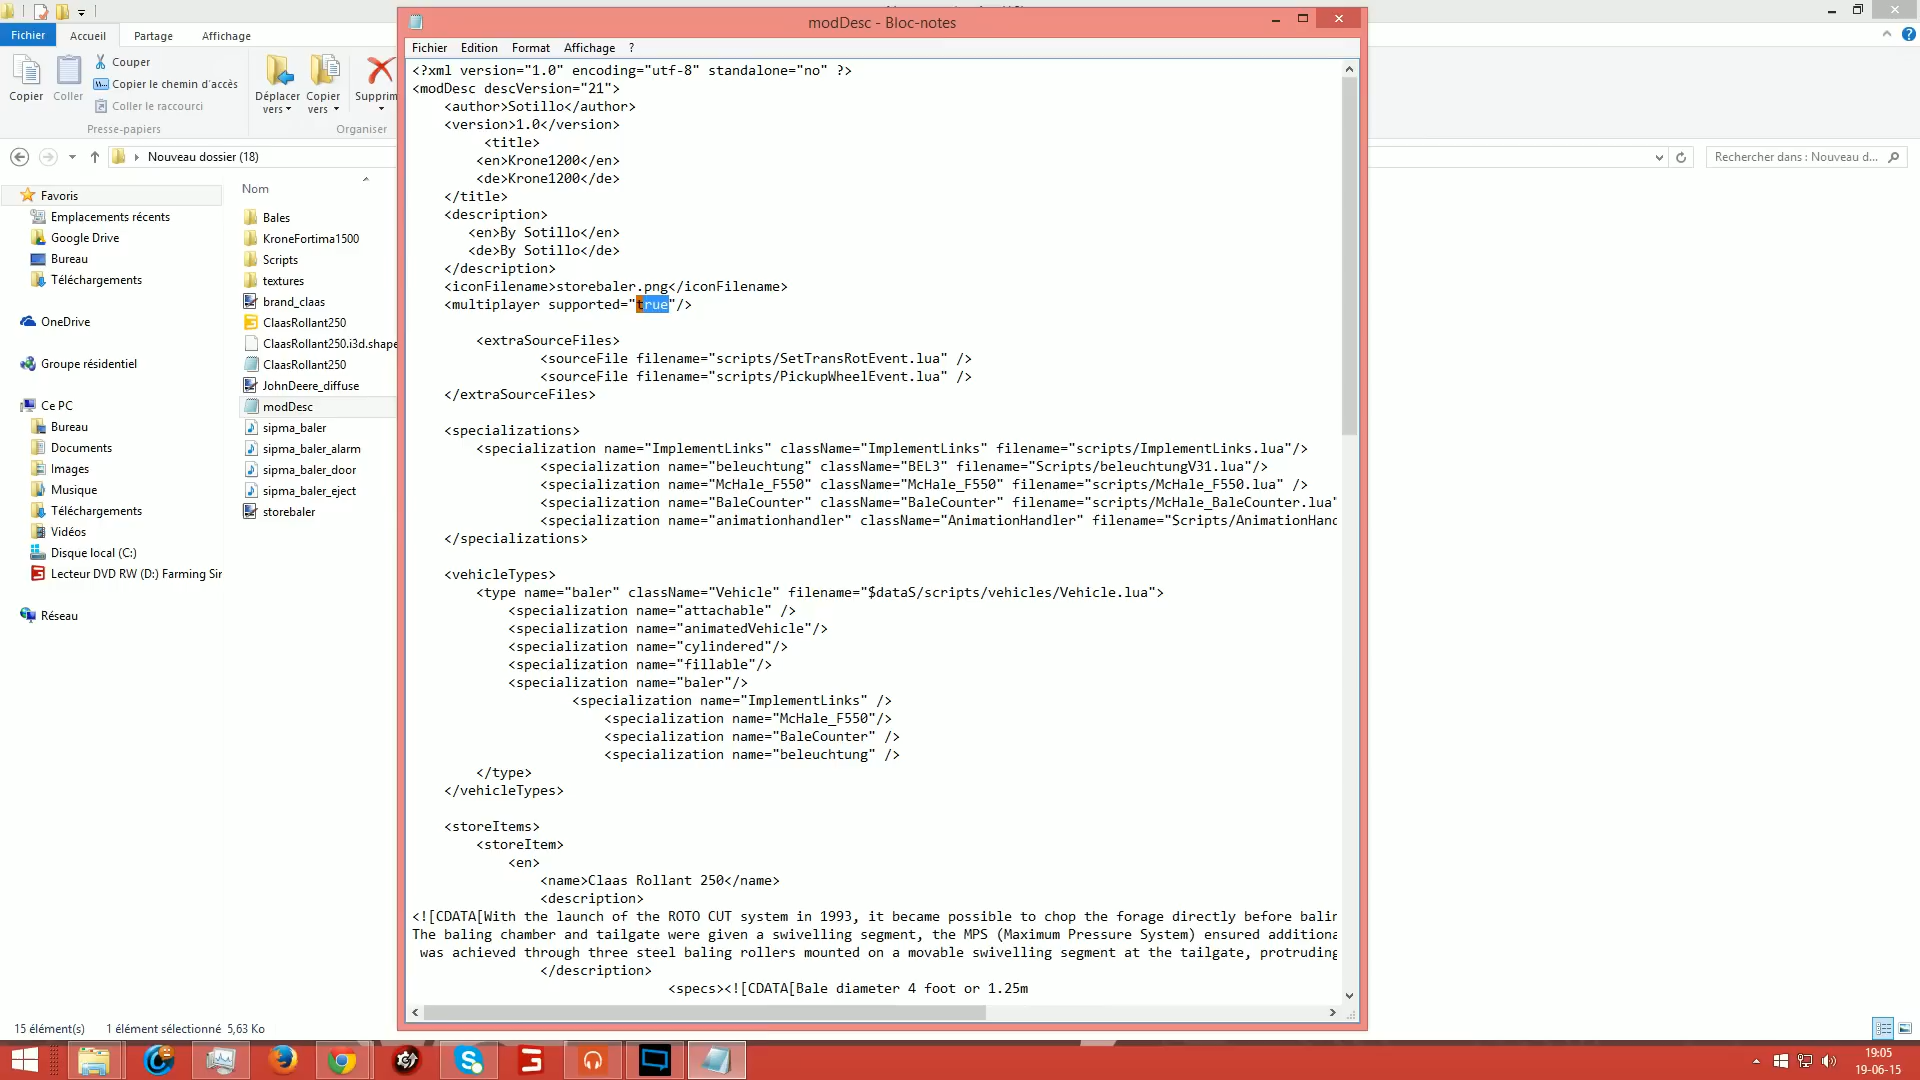 modDesc - Bloc-notes
Fichier
Accueil
Partage
Affichage
Copier
Coller
Couper
Copier le chemin d'accès
Coller le raccourci
Presse-papiers
Déplacer vers
Copier vers
Supprim
Organiser
Nouveau dossier (18)
Rechercher dans : Nouveau d...
Favoris
Emplacements récents
Google Drive
Bureau
Téléchargements
OneDrive
Groupe résidentiel
Ce PC
Bureau
Documents
Images
Musique
Téléchargements
Vidéos
Disque local (C:)
Lecteur DVD RW (D:) Farming Sir
Réseau
Nom
Bales
KroneFortima1500
Scripts
textures
brand_claas
ClaasRollant250
ClaasRollant250.i3d.shape
ClaasRollant250
JohnDeere_diffuse
modDesc
sipma_baler
sipma_baler_alarm
sipma_baler_door
sipma_baler_eject
storebaler
Fichier Edition Format Affichage ?
<?xml version="1.0" encoding="utf-8" standalone="no" ?>
<modDesc descVersion="21">
<author>Sotillo</author>
<version>1.0</version>
<title>
<en>Krone1200</en>
<de>Krone1200</de>
</title>
<description>
<en>By Sotillo</en>
<de>By Sotillo</de>
</description>
<iconFilename>storebaler.png</iconFilename>
<multiplayer supported="true"/>
<extraSourceFiles>
<sourceFile filename="scripts/SetTransRotEvent.lua" />
<sourceFile filename="scripts/PickupWheelEvent.lua" />
</extraSourceFiles>
<specializations>
<specialization name="ImplementLinks" className="ImplementLinks" filename="scripts/ImplementLinks.lua"/>
<specialization name="beleuchtung" className="BEL3" filename="Scripts/beleuchtungV31.lua"/>
<specialization name="McHale_F550" className="McHale_F550" filename="scripts/McHale_F550.lua" />
<specialization name="BaleCounter" className="BaleCounter" filename="scripts/McHale_BaleCounter.lua"
<specialization name="animationhandler" className="AnimationHandler" filename="Scripts/AnimationHand
</specializations>
<vehicleTypes>
<type name="baler" className="Vehicle" filename="$dataS/scripts/vehicles/Vehicle.lua">
<specialization name="attachable" />
<specialization name="animatedVehicle"/>
<specialization name="cylindered"/>
<specialization name="fillable"/>
<specialization name="baler"/>
<specialization name="ImplementLinks" />
<specialization name="McHale_F550"/>
<specialization name="BaleCounter" />
<specialization name="beleuchtung" />
</type>
</vehicleTypes>
<storeItems>
<storeItem>
<en>
<name>Claas Rollant 250</name>
<description>
<![CDATA[With the launch of the ROTO CUT system in 1993, it became possible to chop the forage directly before balin
The baling chamber and tailgate were given a swivelling segment, the MPS (Maximum Pressure System) ensured additiona
was achieved through three steel baling rollers mounted on a movable swivelling segment at the tailgate, protruding
</description>
<specs><![CDATA[Bale diameter 4 foot or 1.25m
15 élément(s)
1 élément sélectionné 5,63 Ko
19:05
19-06-15